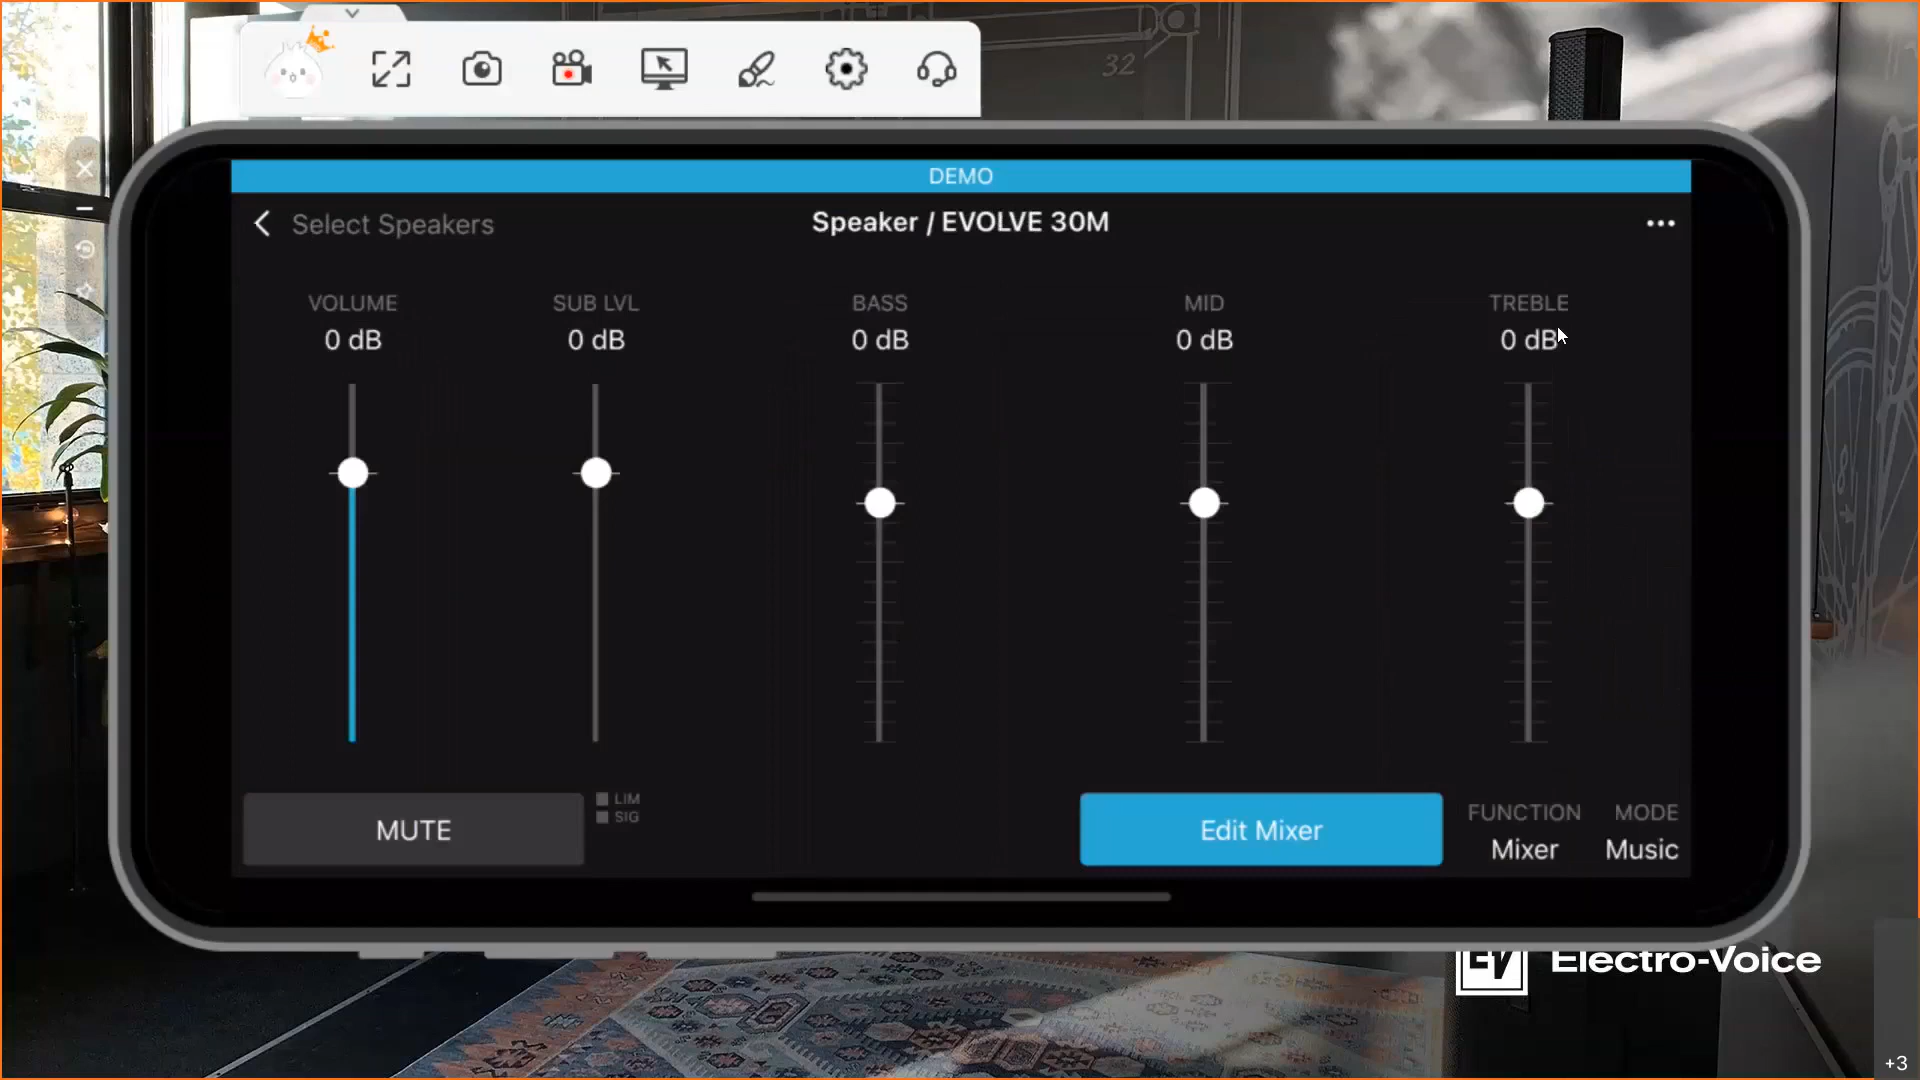 32
DEMO
Select Speakers
Speaker / EVOLVE 30M
VOLUME
0 dB
SUB LVL
0 dB
BASS
0 dB
MID
0 dB
TREBLE
0 dB
MUTE
LIM
SIG
Edit Mixer
FUNCTION
Mixer
MODE
Music
EV Electro-Voice
+3